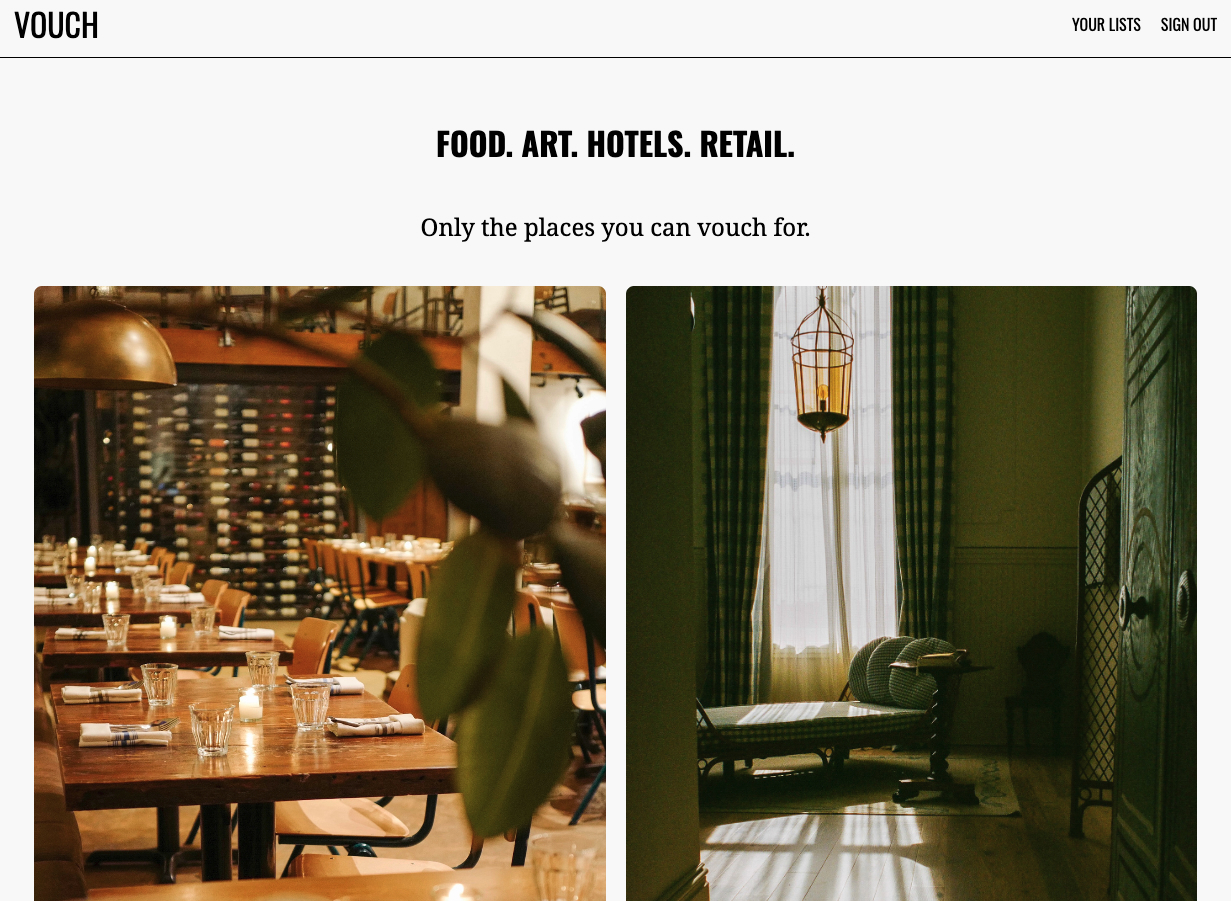 VOUCH
YOUR LISTS
SIGN OUT
FOOD. ART. HOTELS. RETAIL.
Only the places you can vouch for.